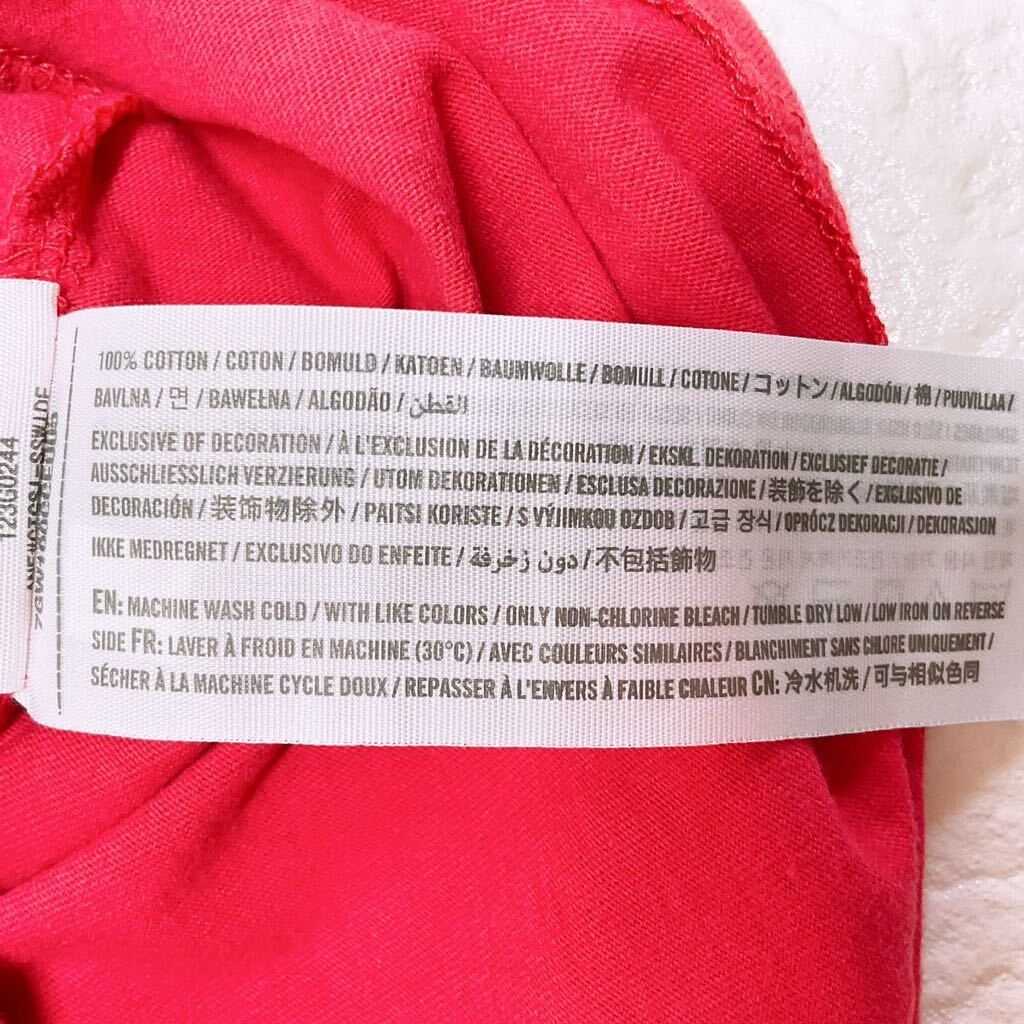 100% COTTON / COTON / BOMULD / KATOEN / BAUMWOLLE / BOMULL / COTONE / コットン / ALGODÓN / 棉 / PUUVILLAA /
BAVLNA / 면 / BAWEŁNA / ALGODÃO / القطن
EXCLUSIVE OF DECORATION / À L'EXCLUSION DE LA DÉCORATION / EKSKL. DEKORATION / EXCLUSIEF DECORATIE /
AUSSCHLIESSLICH VERZIERUNG / UTOM DEKORATIONEN / ESCLUSA DECORAZIONE / 装飾を除く / EXCLUSIVO DE
DECORACIÓN / 装饰物除外 / PAITSI KORISTE / S VÝJIMKOU OZDOB / 고급 장식 / OPRÓCZ DEKORACJI / DEKORASJON
IKKE MEDREGNET / EXCLUSIVO DO ENFEITE / دون زخرفة / 不包括飾物
EN: MACHINE WASH COLD / WITH LIKE COLORS / ONLY NON-CHLORINE BLEACH / TUMBLE DRY LOW / LOW IRON ON REVERSE
SIDE FR: LAVER À FROID EN MACHINE (30°C) / AVEC COULEURS SIMILAIRES / BLANCHIMENT SANS CHLORE UNIQUEMENT /
SÉCHER À LA MACHINE CYCLE DOUX / REPASSER À L'ENVERS À FAIBLE CHALEUR CN: 冷水机洗 / 可与相似色同
123G0244